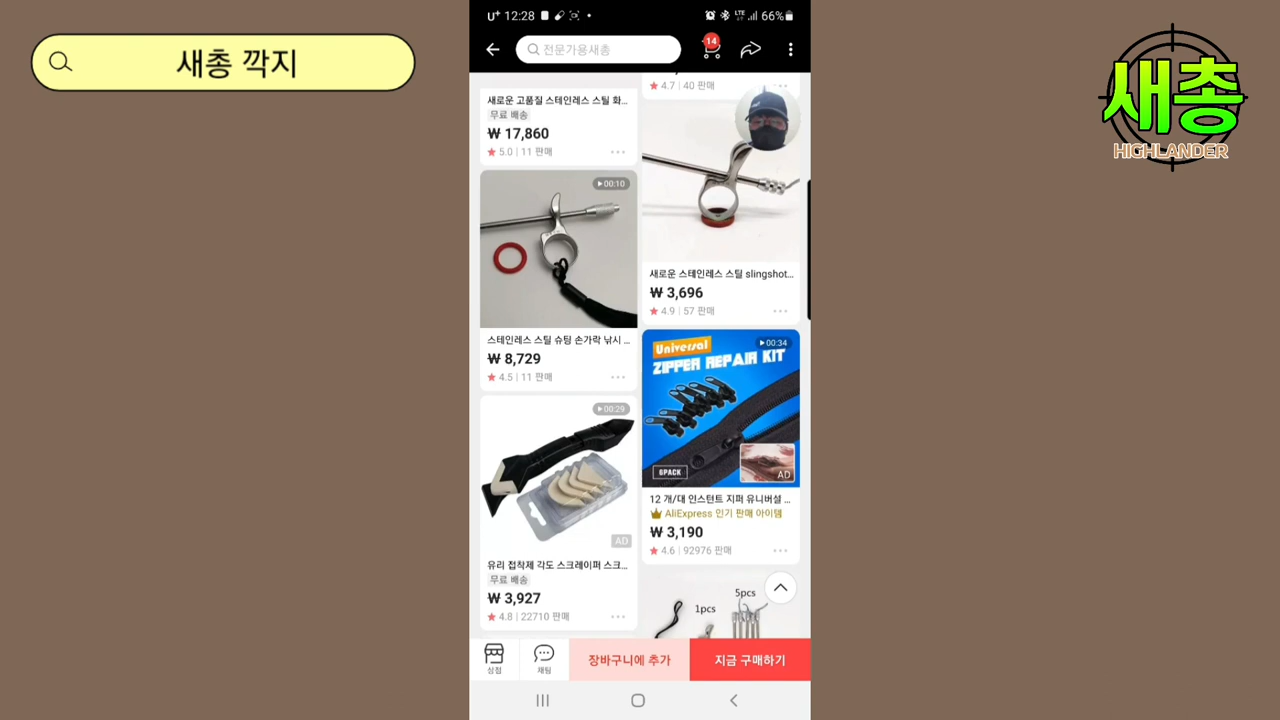 새총 깍지
새총
HIGHLANDER
U+ 12:28
LTE
66%
전문가용새총
14
새로운 고품질 스테인레스 스틸 화...
무료 배송
₩ 17,860
5.0 | 11 판매
00:10
스테인레스 스틸 슈팅 손가락 낚시 ...
₩ 8,729
4.5 | 11 판매
00:29
AD
유리 접착제 각도 스크레이퍼 스크...
무료 배송
₩ 3,927
4.8 | 22710 판매
4.7 | 40 판매
새로운 스테인레스 스틸 slingshot...
₩ 3,696
4.9 | 57 판매
00:34
Universal
ZIPPER REPAIR KIT
6PACK
AD
12 개/대 인스턴트 지퍼 유니버설 ...
AliExpress 인기 판매 아이템
₩ 3,190
4.6 | 92976 판매
1pcs
5pcs
상점
채팅
장바구니에 추가
지금 구매하기